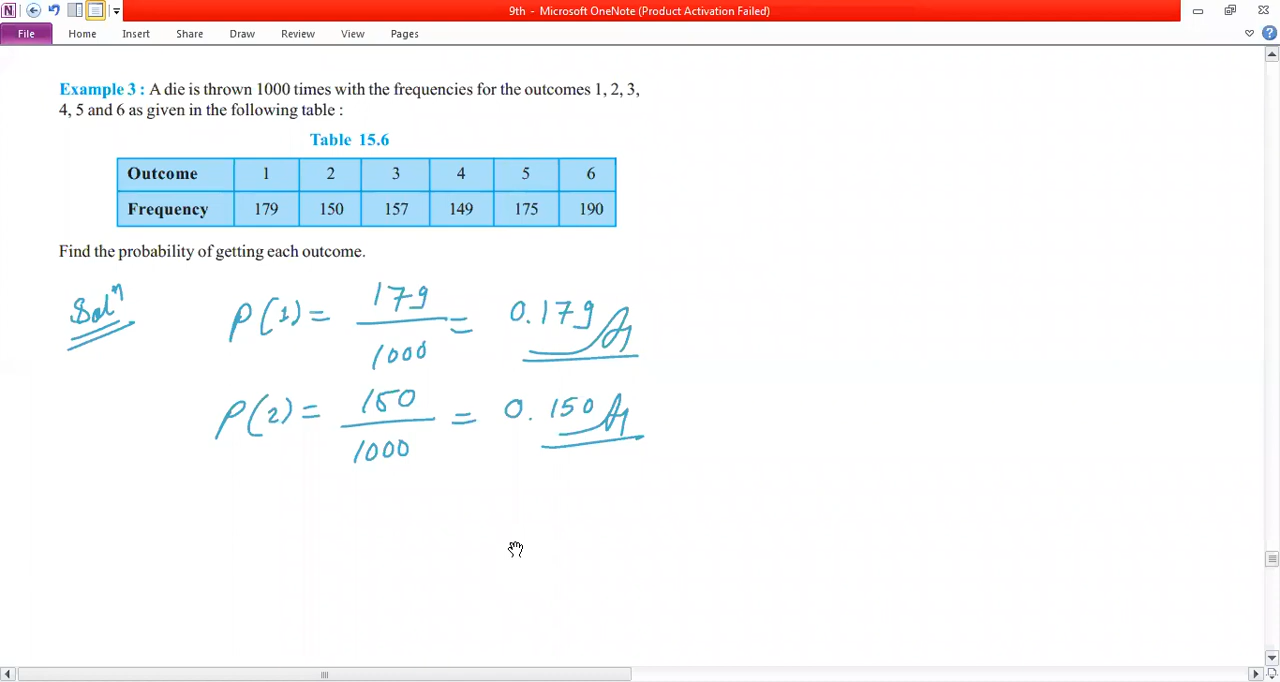 9th - Microsoft OneNote (Product Activation Failed)
File Home Insert Share Draw Review View Pages
Example 3 : A die is thrown 1000 times with the frequencies for the outcomes 1, 2, 3,
4, 5 and 6 as given in the following table :
Table 15.6
Outcome 1 2 3 4 5 6
Frequency 179 150 157 149 175 190
Find the probability of getting each outcome.
Solⁿ
P(1) = 179/1000 = 0.179
P(2) = 150/1000 = 0.150